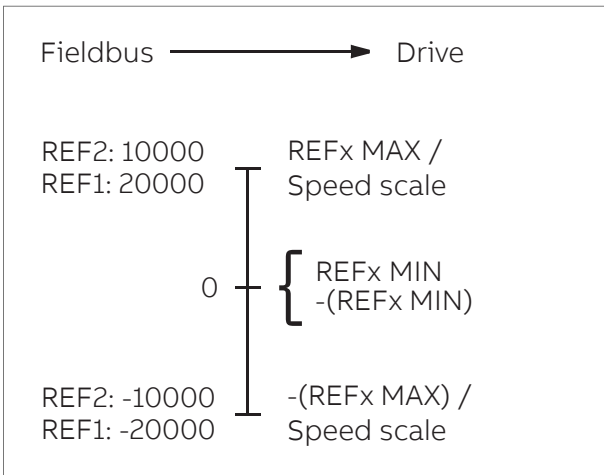 Fieldbus Drive
REF2: 10000 REFx MAX /
REF1: 20000 Speed scale
0 REFx MIN
-(REFx MIN)
REF2: -10000 -(REFx MAX) /
REF1: -20000 Speed scale